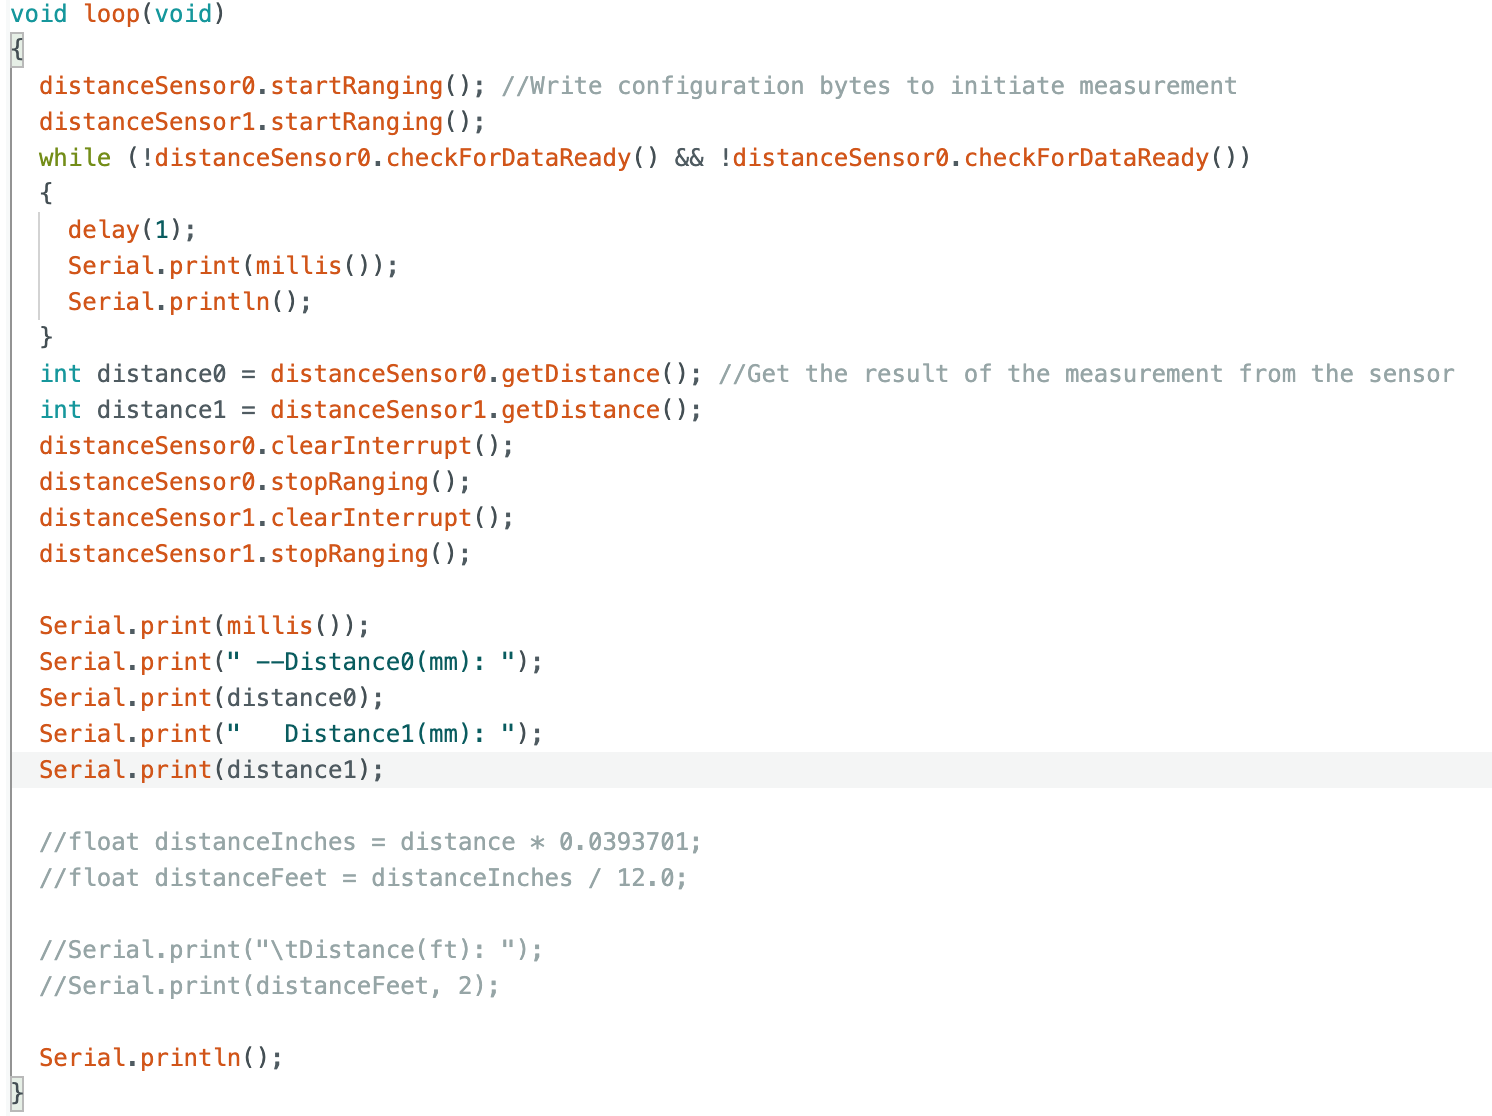 void loop(void)
{
  distanceSensor0.startRanging(); //Write configuration bytes to initiate measurement
  distanceSensor1.startRanging();
  while (!distanceSensor0.checkForDataReady() && !distanceSensor0.checkForDataReady())
  {
    delay(1);
    Serial.print(millis());
    Serial.println();
  }
  int distance0 = distanceSensor0.getDistance(); //Get the result of the measurement from the sensor
  int distance1 = distanceSensor1.getDistance();
  distanceSensor0.clearInterrupt();
  distanceSensor0.stopRanging();
  distanceSensor1.clearInterrupt();
  distanceSensor1.stopRanging();

  Serial.print(millis());
  Serial.print(" --Distance0(mm): ");
  Serial.print(distance0);
  Serial.print("   Distance1(mm): ");
  Serial.print(distance1);

  //float distanceInches = distance * 0.0393701;
  //float distanceFeet = distanceInches / 12.0;

  //Serial.print("\tDistance(ft): ");
  //Serial.print(distanceFeet, 2);

  Serial.println();
}